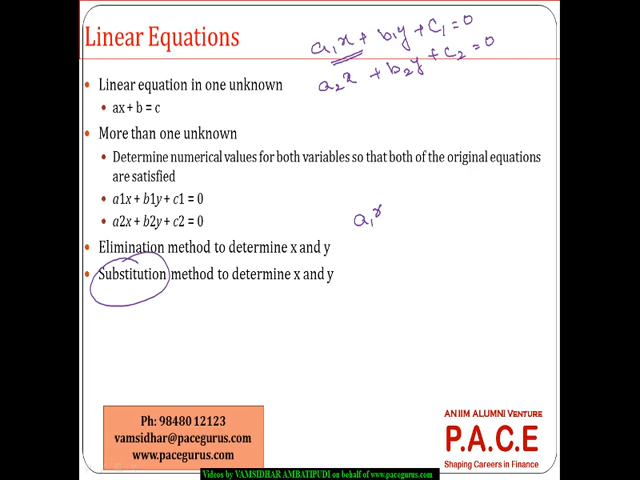 Linear Equations
a₁x + b₁y + C₁ = 0
a₂x + b₂y + c₂ = 0
• Linear equation in one unknown
• ax + b = c
• More than one unknown
• Determine numerical values for both variables so that both of the original equations
are satisfied
• a1x + b1y + c1 = 0
• a2x + b2y + c2 = 0
a₁x
• Elimination method to determine x and y
• Substitution method to determine x and y
Ph: 98480 12123
vamsidhar@pacegurus.com
www.pacegurus.com
AN IIM ALUMNI VENTURE
P.A.C.E
Shaping Careers in Finance
Videos by VAMSIDHAR AMBATIPUDI on behalf of www.pacegurus.com